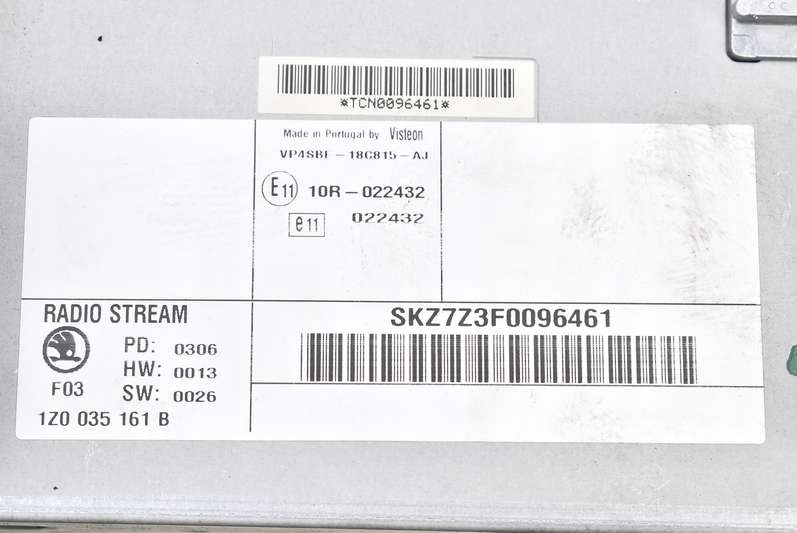 *TCN0096461*
Made in Portugal by Visteon
-18C815-AJ
E11 10R-022432
e11 022432
RADIO STREAM
PD: 0306
HW: 0013
F03
SW: 0026
1Z0 035 161 B
SKZ7Z3F0096461